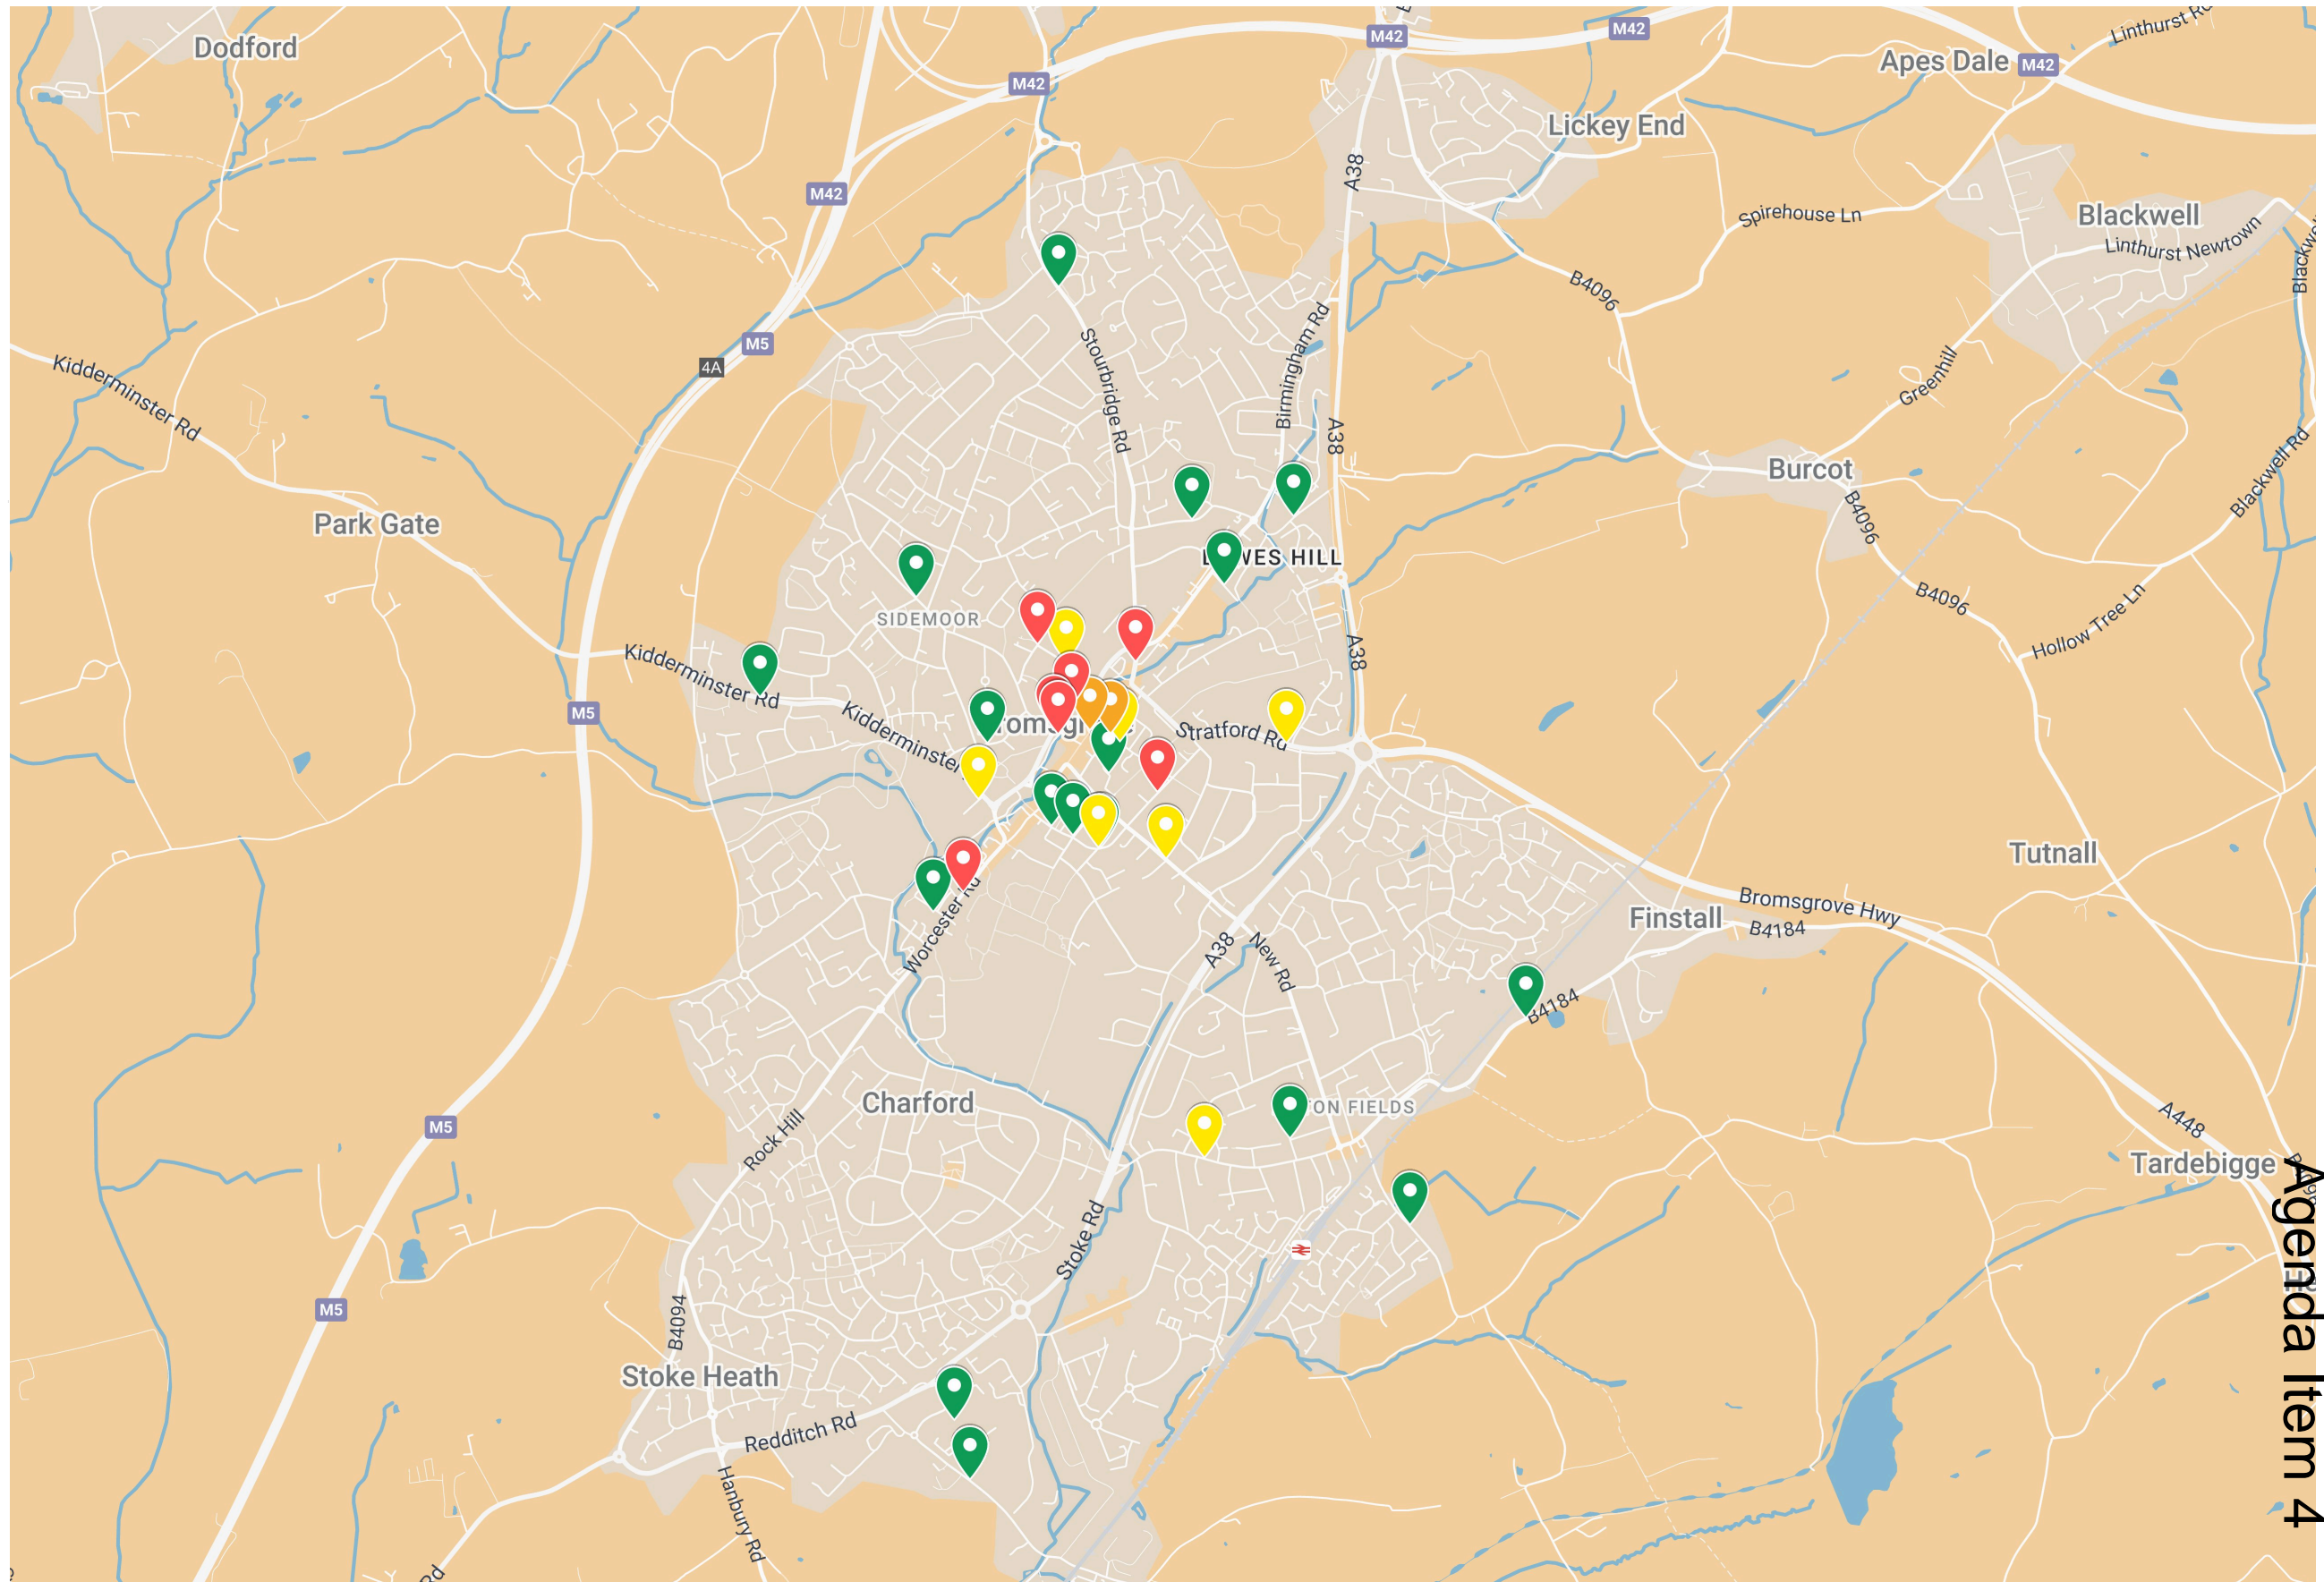 Dodford
M42
M42
Linthurst Rd
Apes Dale
M42
M42
Lickey End
A38
M42
Spirehouse Ln
Blackwell
Linthurst Newtown
B4096
M5
4A
Stourbridge Rd
Birmingham Rd
Kidderminster Rd
Greenhill
A38
Burcot
Blackwell Rd
B4096
Park Gate
SIDEMOOR
B4096
Hollow Tree Ln
A38
Kidderminster Rd
M5
Stratford Rd
Tutnall
Worcester Rd
Bromsgrove Hwy
Finstall
B4184
A38
New Rd
B4184
Charford
M5
Rock Hill
A448
Tardebigge
Stoke Rd
M5
B4094
Stoke Heath
Redditch Rd
Hanbury Rd
Rd
Agenda Item 4